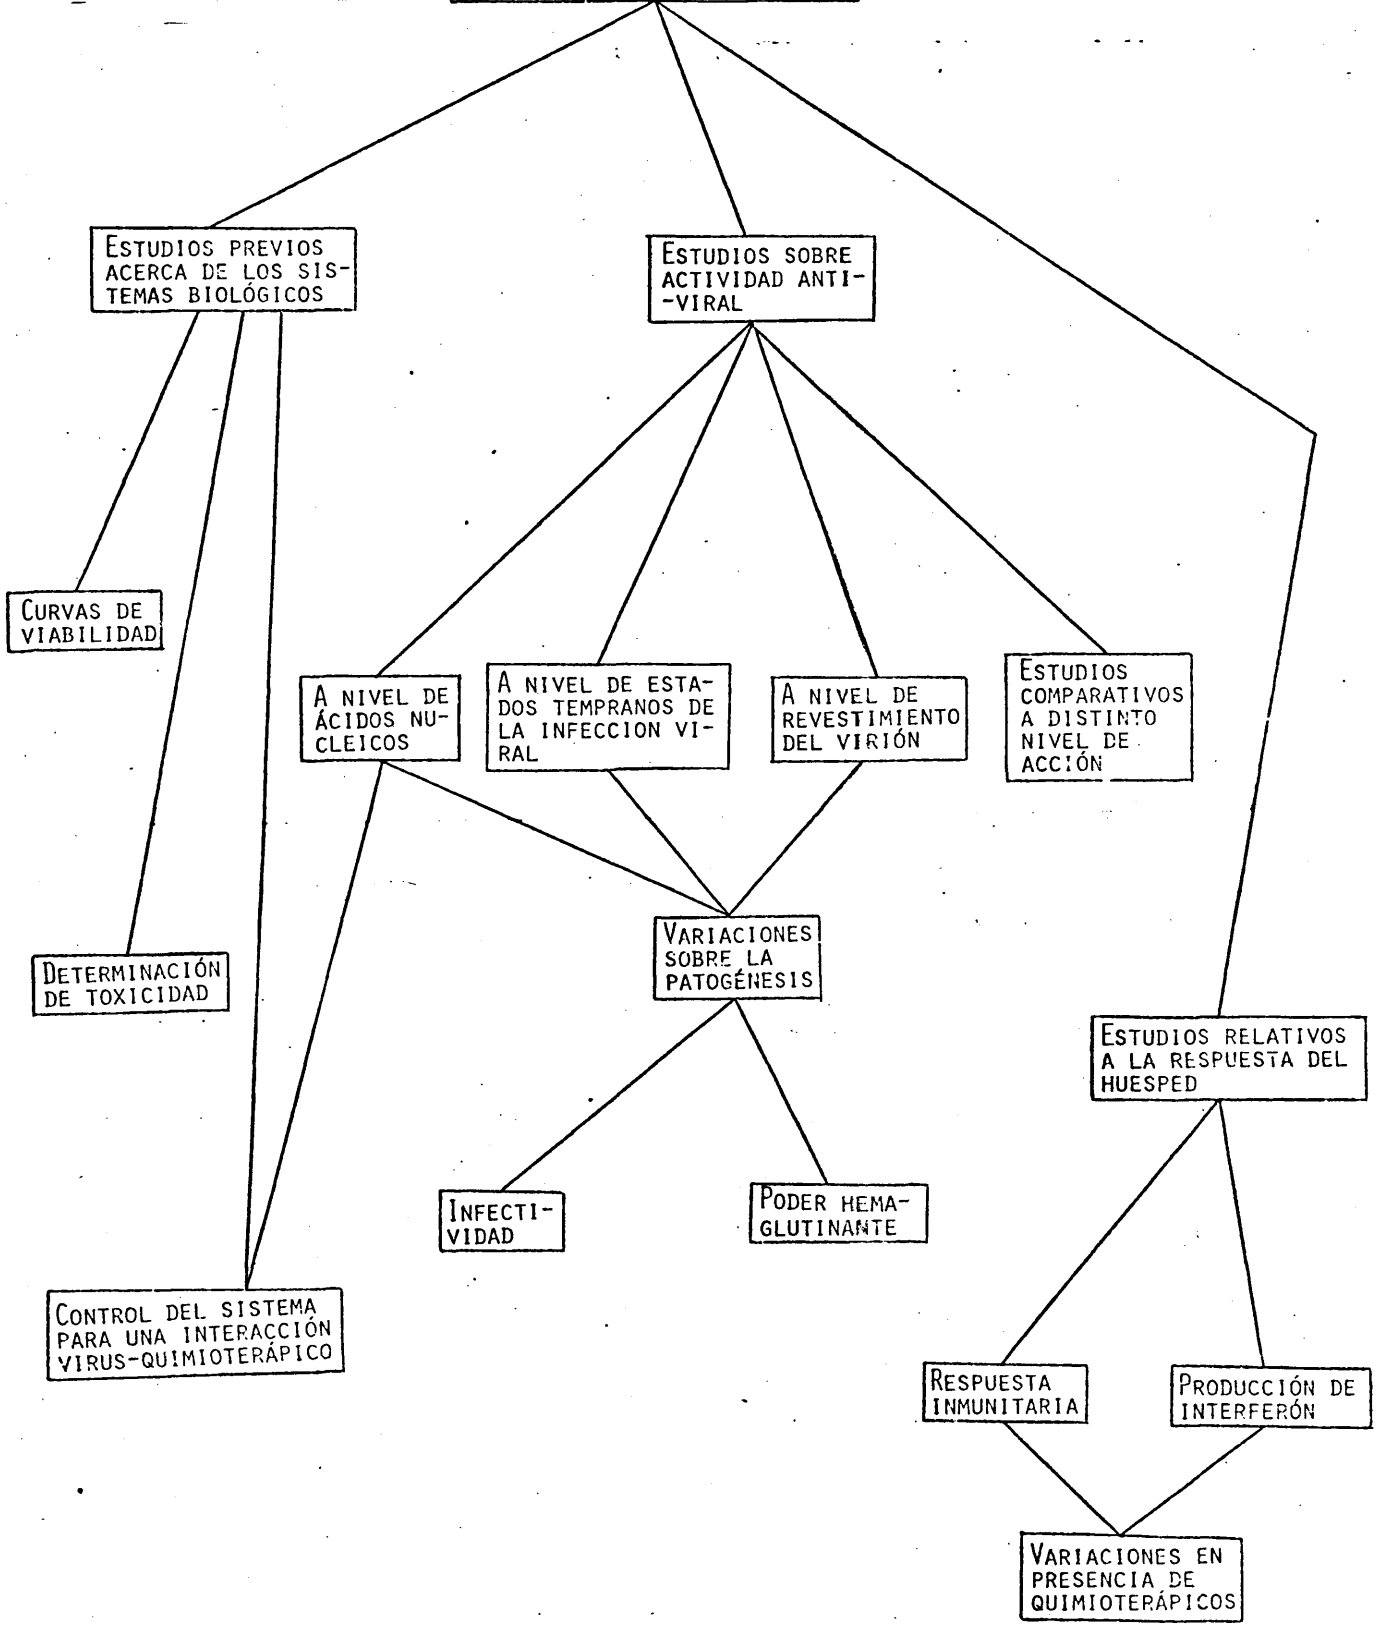 ESTUDIOS PREVIOS
ACERCA DE LOS SIS-
TEMAS BIOLÓGICOS
ESTUDIOS SOBRE
ACTIVIDAD ANTI-
-VIRAL
CURVAS DE
VIABILIDAD
A NIVEL DE
ÁCIDOS NU-
CLEICOS
A NIVEL DE ESTA-
DOS TEMPRANOS DE
LA INFECCION VI-
RAL
A NIVEL DE
REVESTIMIENTO
DEL VIRIÓN
ESTUDIOS
COMPARATIVOS
A DISTINTO
NIVEL DE
ACCIÓN
VARIACIONES
SOBRE LA
PATOGÉNESIS
DETERMINACIÓN
DE TOXICIDAD
ESTUDIOS RELATIVOS
A LA RESPUESTA DEL
HUESPED
INFECTI-
VIDAD
PODER HEMA-
GLUTINANTE
CONTROL DEL SISTEMA
PARA UNA INTERACCIÓN
VIRUS-QUIMIOTERÁPICO
RESPUESTA
INMUNITARIA
PRODUCCIÓN DE
INTERFERÓN
VARIACIONES EN
PRESENCIA DE
QUIMIOTERÁPICOS